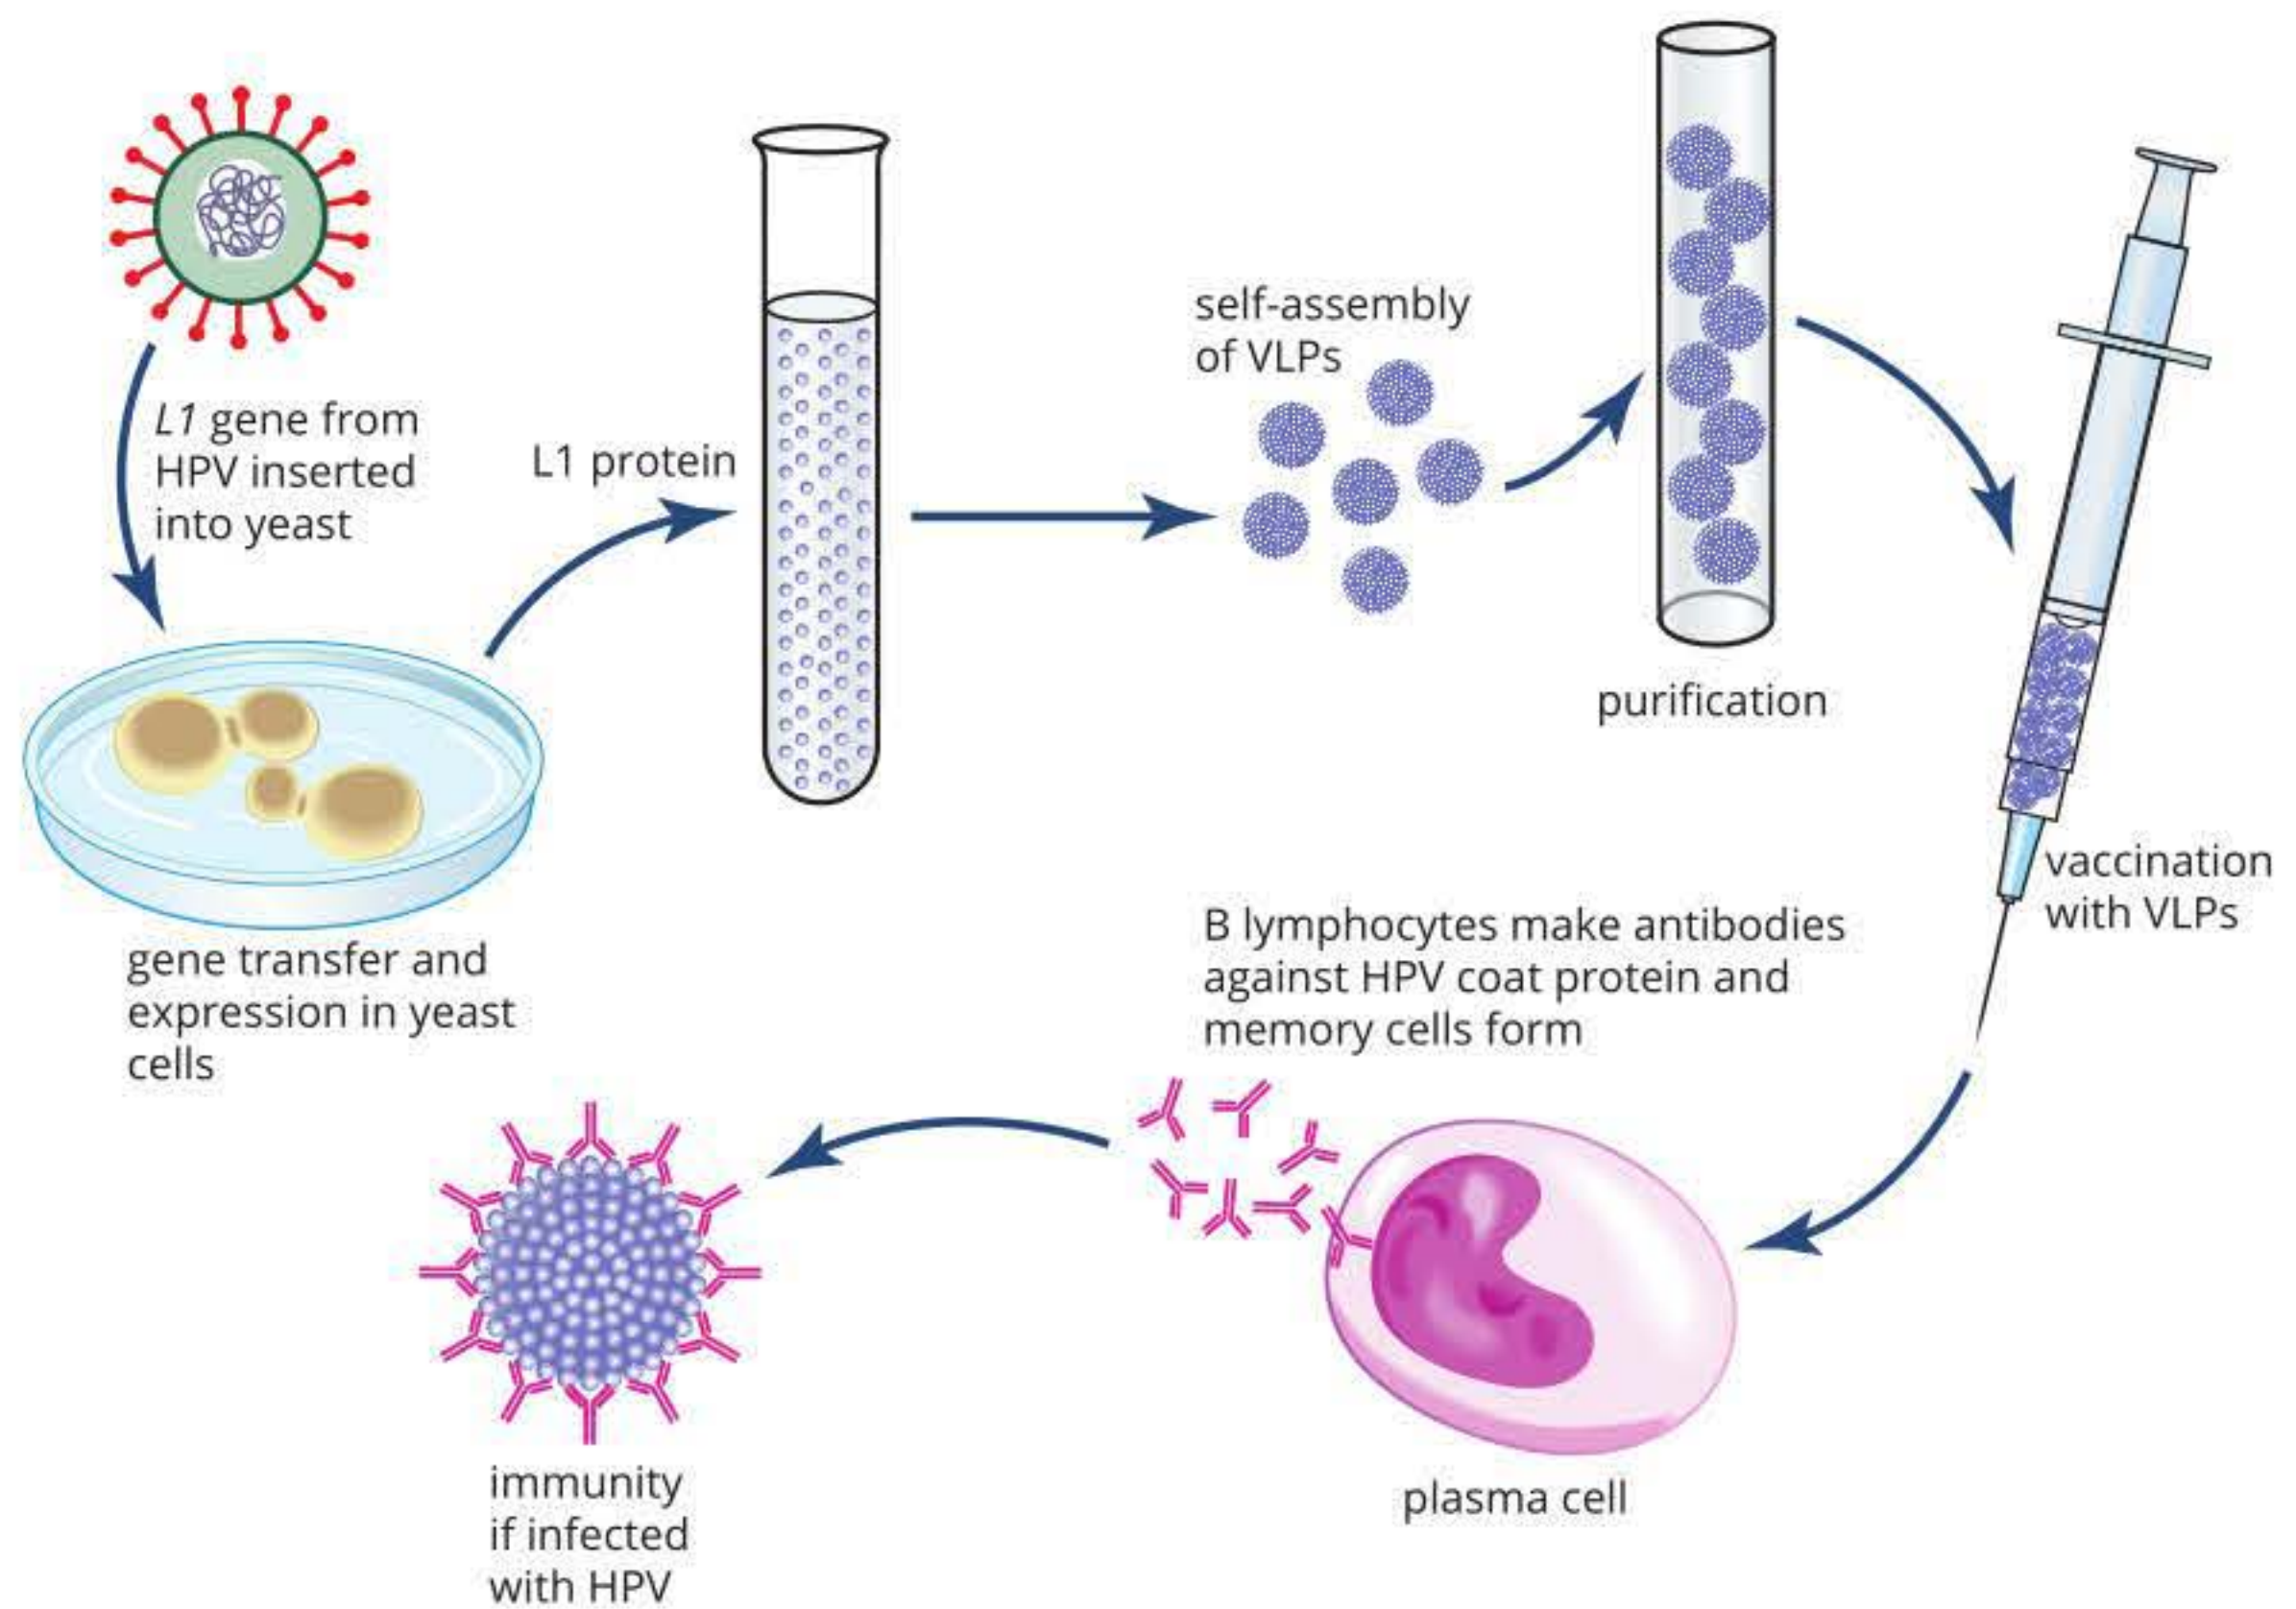 L1 gene from
HPV inserted
into yeast
gene transfer and
expression in yeast
cells
L1 protein
self-assembly
of VLPs
purification
vaccination
with VLPs
B lymphocytes make antibodies
against HPV coat protein and
memory cells form
plasma cell
immunity
if infected
with HPV